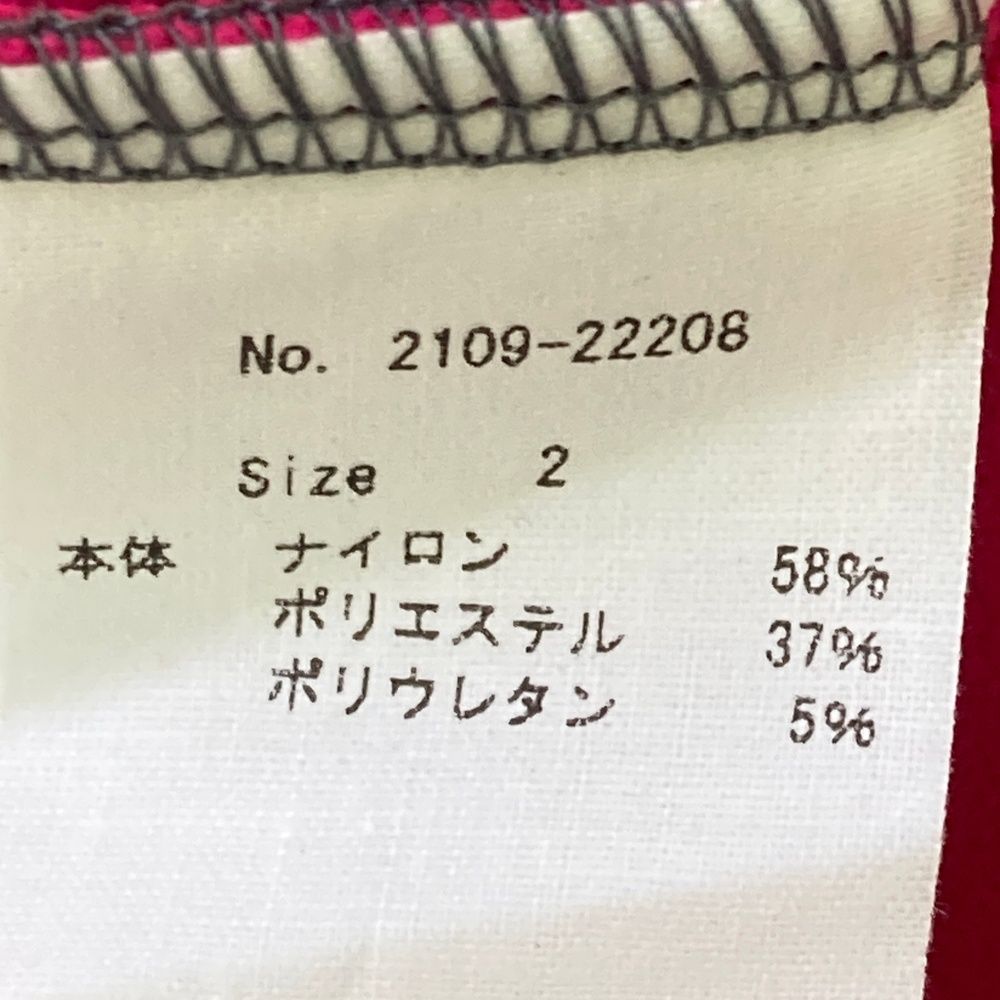 No. 2109-22208
Size 2
本体 ナイロン 58%
ポリエステル 37%
ポリウレタン 5%